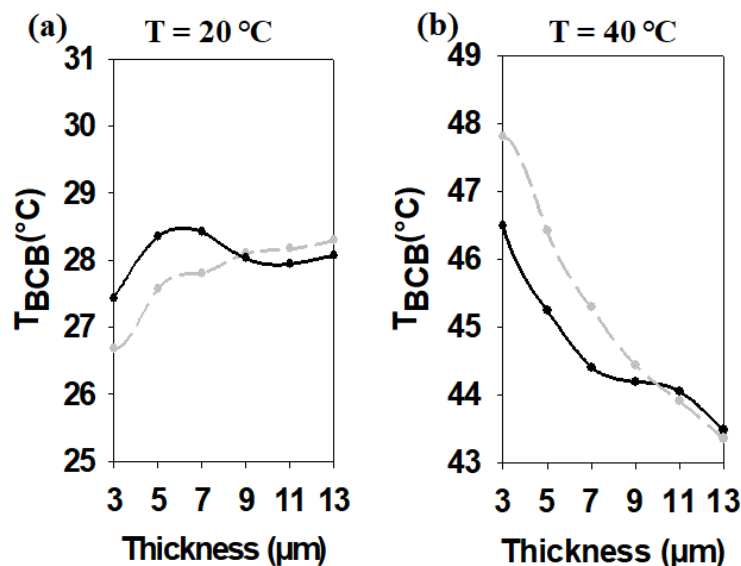 (a) T = 20 °C
31
30
29
28
27
26
25
T_BCB(°C)
3 5 7 9 11 13
Thickness (μm)
(b) T = 40 °C
49
48
47
46
45
44
43
T_BCB(°C)
3 5 7 9 11 13
Thickness (μm)